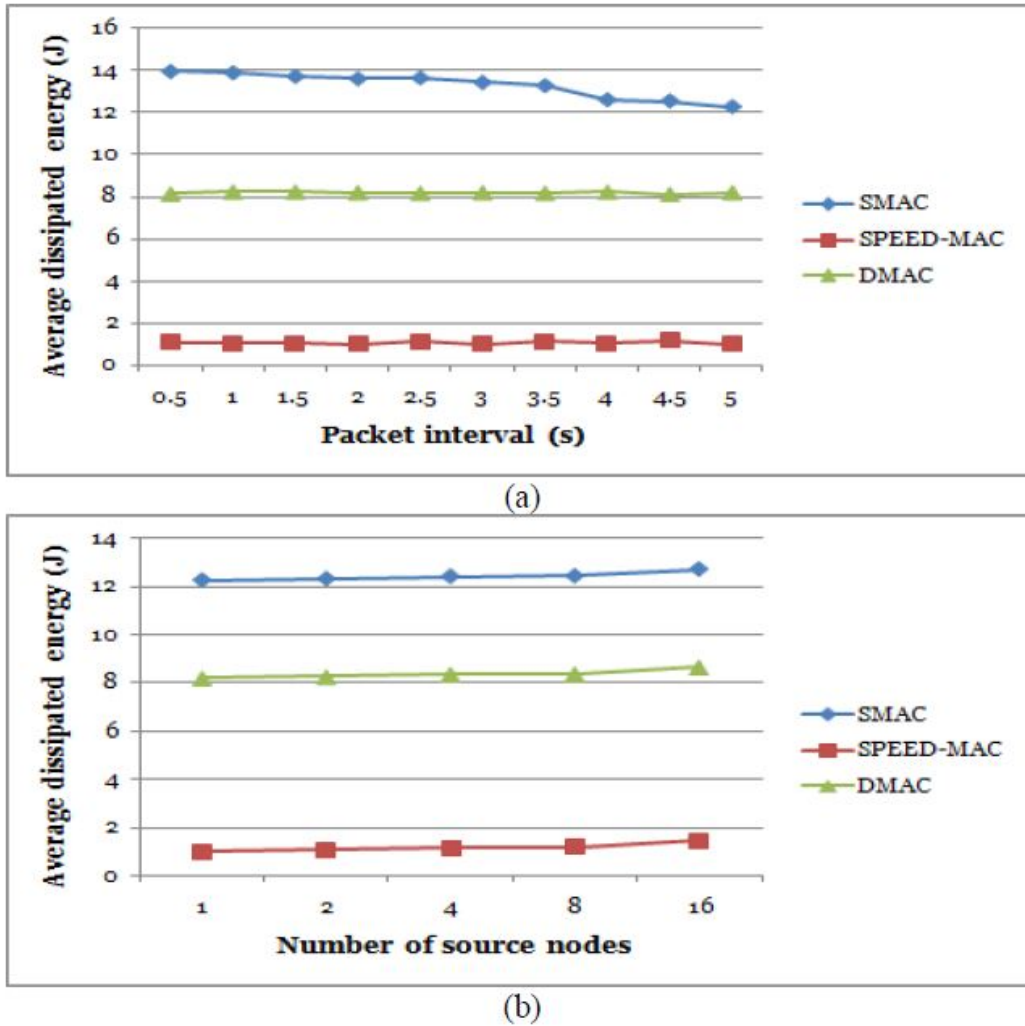 Average dissipated energy (J)
16
14
12
10
8
6
4
2
0
0.5 1 1.5 2 2.5 3 3.5 4 4.5 5
Packet interval (s)
SMAC
SPEED-MAC
DMAC
(a)
Average dissipated energy (J)
14
12
10
8
6
4
2
0
1 2 4 8 16
Number of source nodes
SMAC
SPEED-MAC
DMAC
(b)